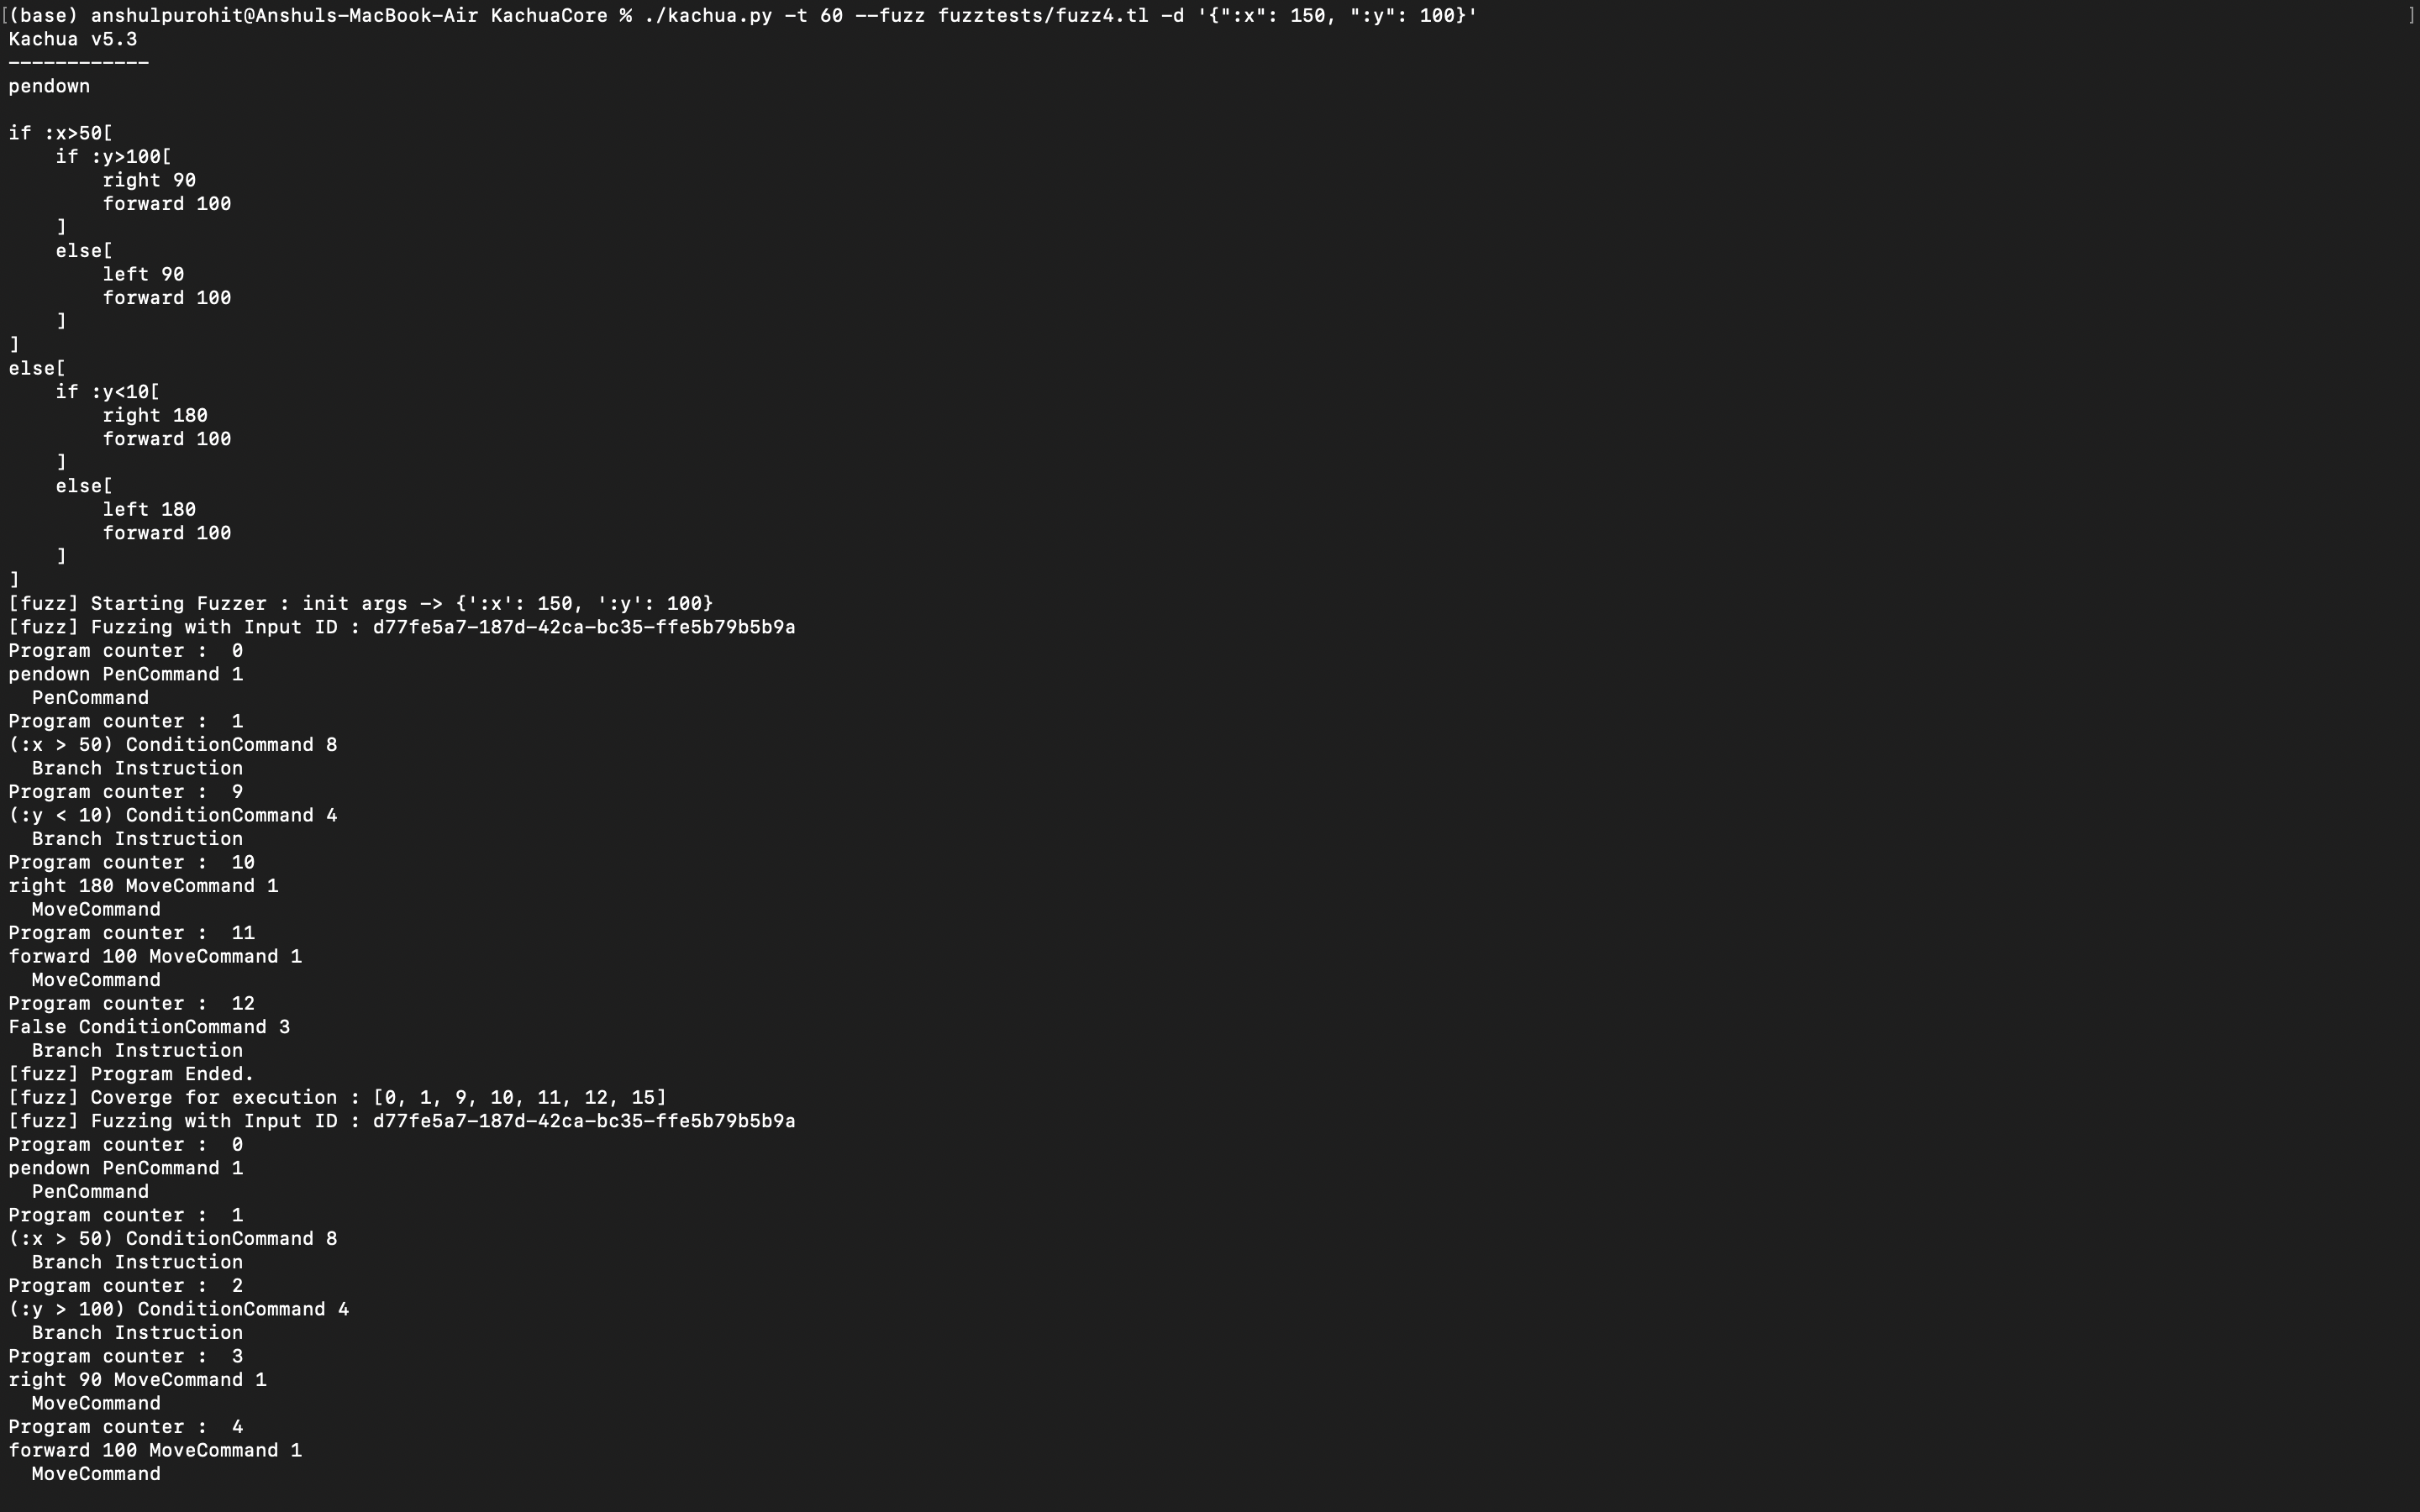 [(base) anshulpurohit@Anshuls-MacBook-Air KachuaCore % ./kachua.py -t 60 --fuzz fuzztests/fuzz4.tl -d '{":x": 150, ":y": 100}' ]
Kachua v5.3
------------
pendown

if :x>50[
    if :y>100[
        right 90
        forward 100
    ]
    else[
        left 90
        forward 100
    ]
]
else[
    if :y<10[
        right 180
        forward 100
    ]
    else[
        left 180
        forward 100
    ]
]
[fuzz] Starting Fuzzer : init args -> {':x': 150, ':y': 100}
[fuzz] Fuzzing with Input ID : d77fe5a7-187d-42ca-bc35-ffe5b79b5b9a
Program counter :  0
pendown PenCommand 1
  PenCommand
Program counter :  1
(:x > 50) ConditionCommand 8
  Branch Instruction
Program counter :  9
(:y < 10) ConditionCommand 4
  Branch Instruction
Program counter :  10
right 180 MoveCommand 1
  MoveCommand
Program counter :  11
forward 100 MoveCommand 1
  MoveCommand
Program counter :  12
False ConditionCommand 3
  Branch Instruction
[fuzz] Program Ended.
[fuzz] Coverge for execution : [0, 1, 9, 10, 11, 12, 15]
[fuzz] Fuzzing with Input ID : d77fe5a7-187d-42ca-bc35-ffe5b79b5b9a
Program counter :  0
pendown PenCommand 1
  PenCommand
Program counter :  1
(:x > 50) ConditionCommand 8
  Branch Instruction
Program counter :  2
(:y > 100) ConditionCommand 4
  Branch Instruction
Program counter :  3
right 90 MoveCommand 1
  MoveCommand
Program counter :  4
forward 100 MoveCommand 1
  MoveCommand